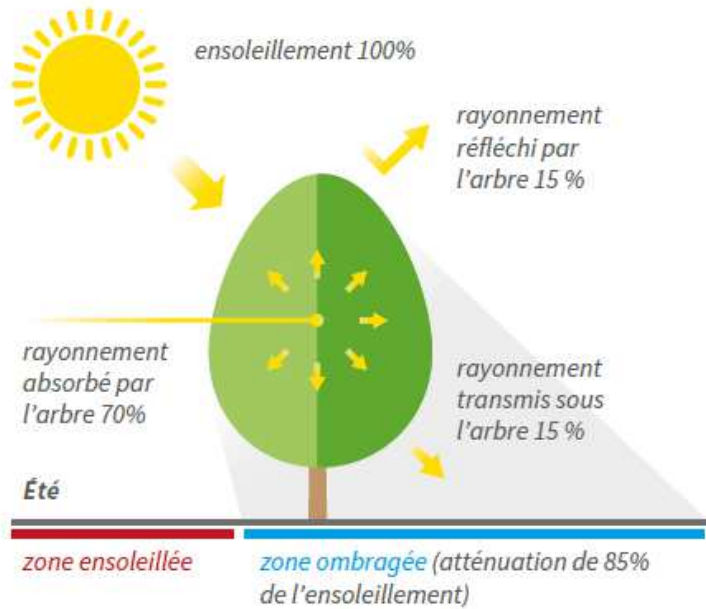 ensoleillement 100%
rayonnement
réfléchi par
l'arbre 15 %
rayonnement
absorbé par
l'arbre 70%
rayonnement
transmis sous
l'arbre 15 %
Été
zone ensoleillée
zone ombragée (atténuation de 85%
de l'ensoleillement)